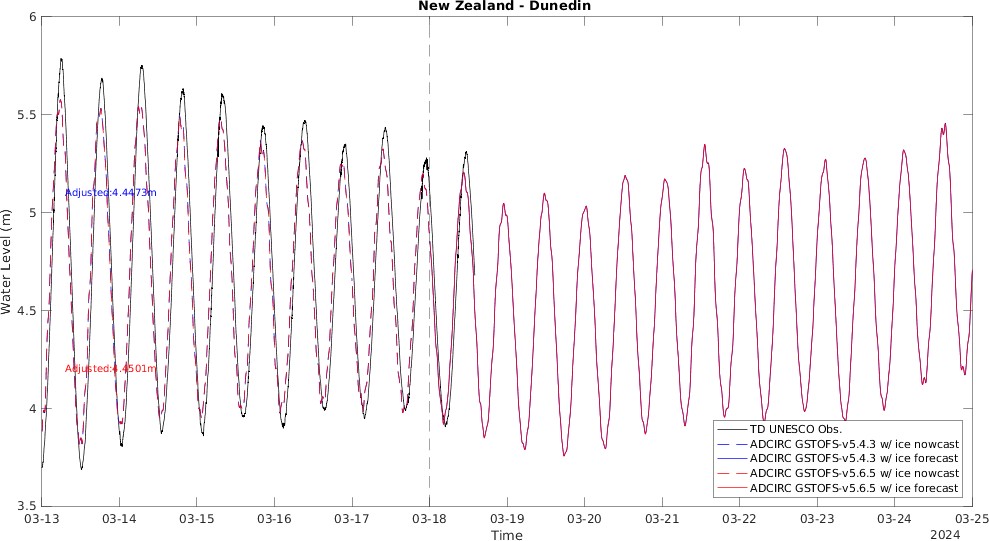 New Zealand - Dunedin
6
5.5
5
4.5
4
3.5
Water Level (m)
Adjusted:4.4473m
Adjusted:4.4501m
TD UNESCO Obs.
ADCIRC GSTOFS-v5.4.3 w/ ice nowcast
ADCIRC GSTOFS-v5.4.3 w/ ice forecast
ADCIRC GSTOFS-v5.6.5 w/ ice nowcast
ADCIRC GSTOFS-v5.6.5 w/ ice forecast
03-13 03-14 03-15 03-16 03-17 03-18 03-19 03-20 03-21 03-22 03-23 03-24 03-25
Time
2024